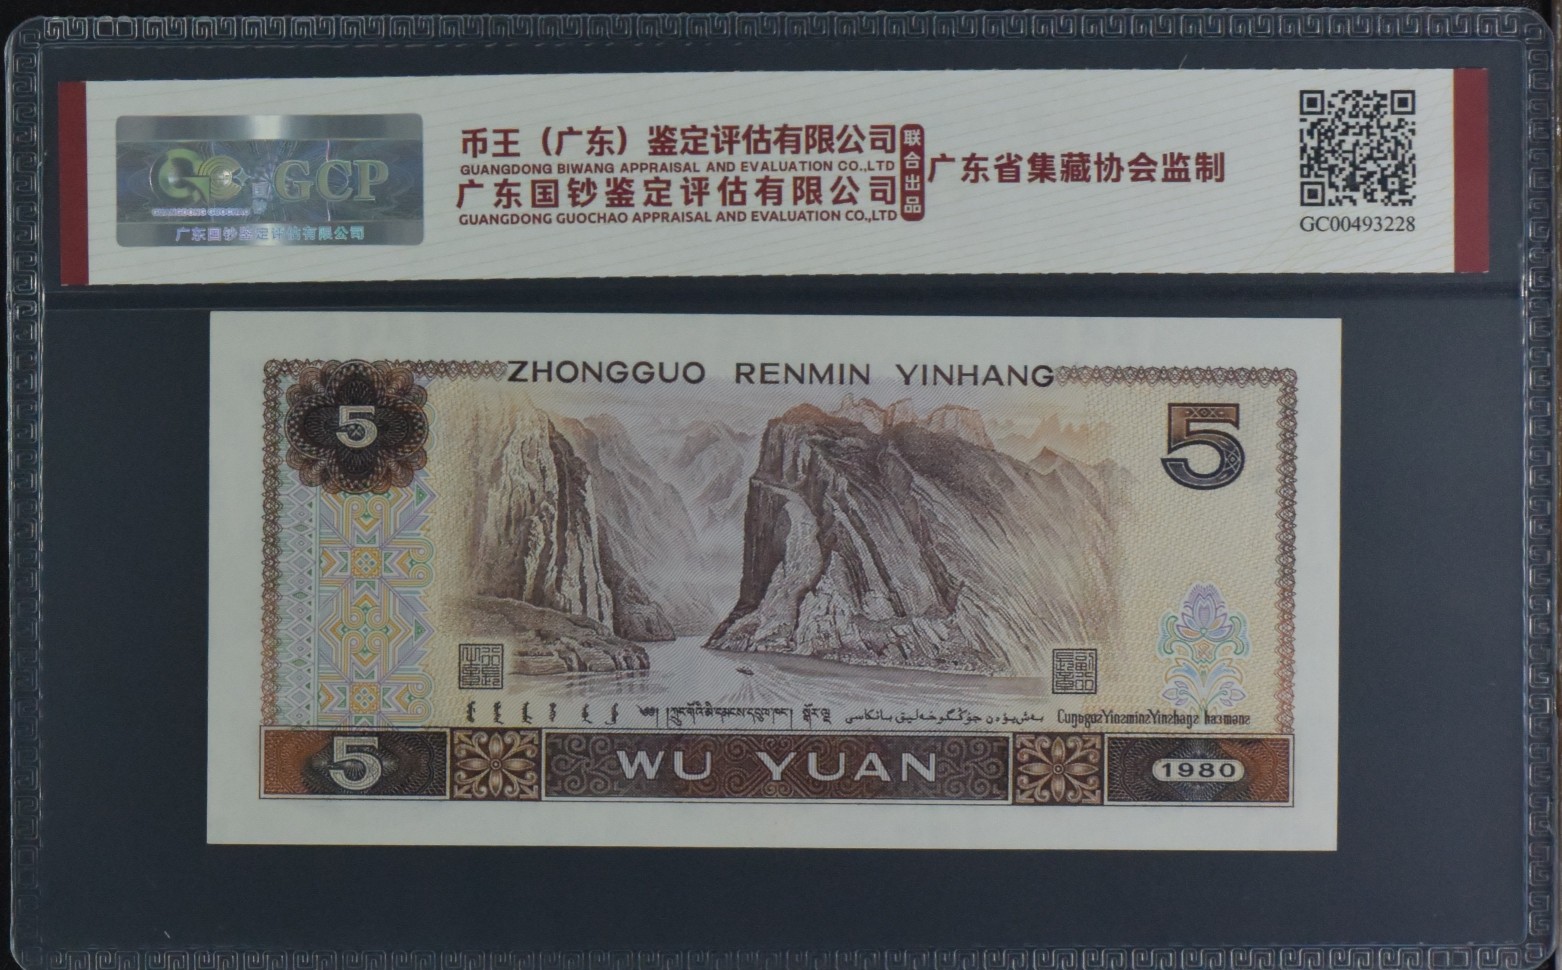 币王（广东）鉴定评估有限公司
GUANGDONG BIWANG APPRAISAL AND EVALUATION CO.,LTD
广东国钞鉴定评估有限公司
GUANGDONG GUOCHAO APPRAISAL AND EVALUATION CO.,LTD
联合出品
广东省集藏协会监制
GC00493228
GCP
GUANGDONG GUOCHAO
广东国钞鉴定评估有限公司
ZHONGGUO RENMIN YINHANG
5
5
5 WU YUAN 1980